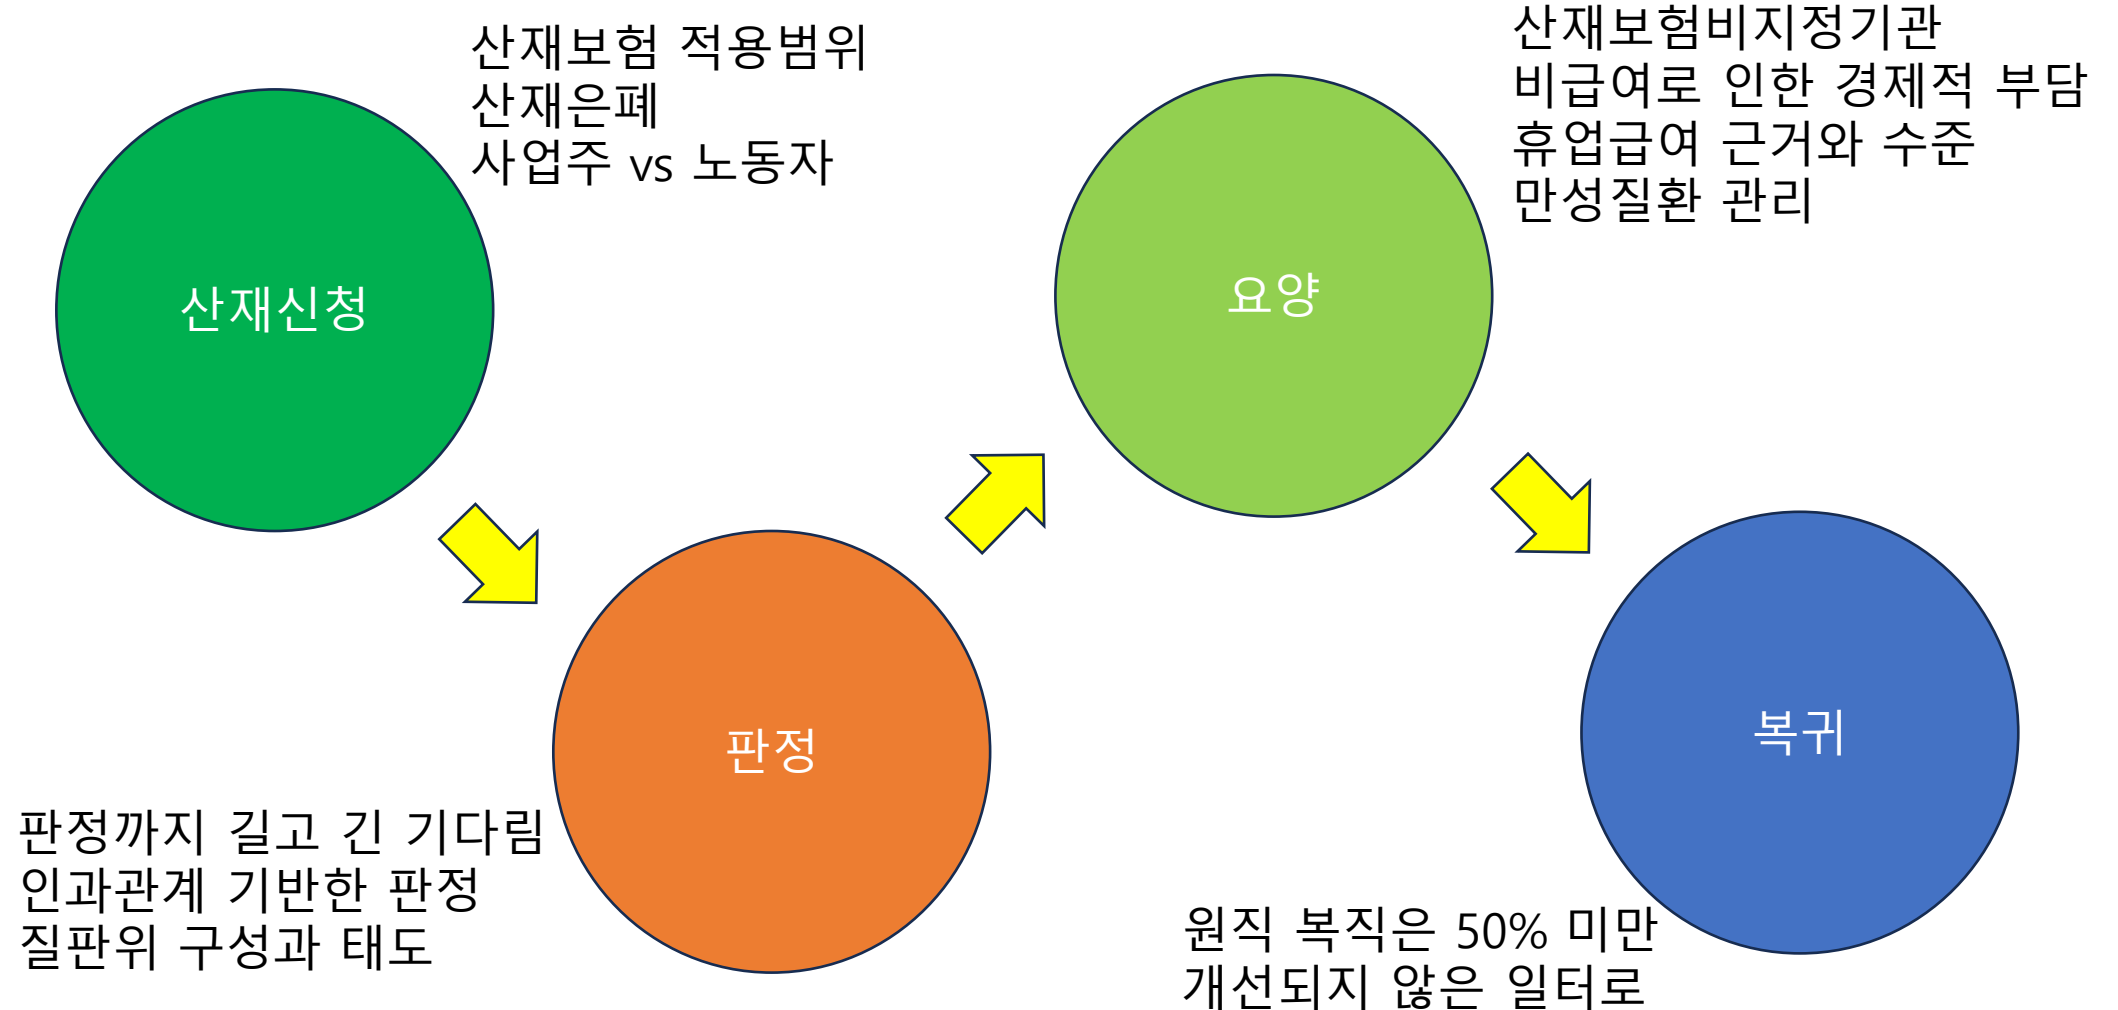 산재보험 적용범위
산재은폐
사업주 vs 노동자
산재신청
판정까지 길고 긴 기다림
인과관계 기반한 판정
질판위 구성과 태도
판정
산재보험비지정기관
비급여로 인한 경제적 부담
휴업급여 근거와 수준
만성질환 관리
요양
원직 복직은 50% 미만
개선되지 않은 일터로
복귀